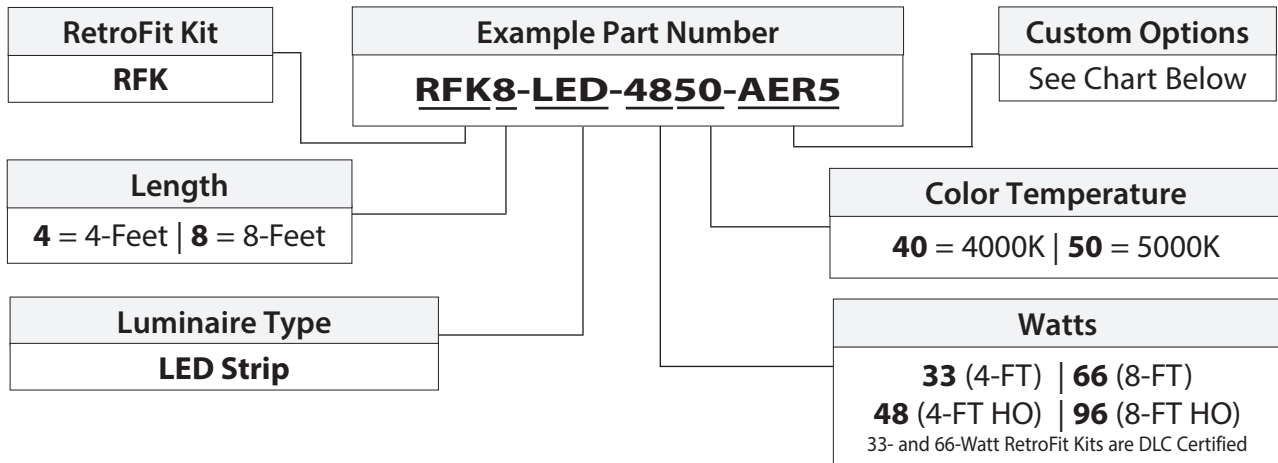 RetroFit Kit
RFK
Example Part Number
RFK8-LED-4850-AER5
Custom Options
See Chart Below
Length
4 = 4-Feet | 8 = 8-Feet
Color Temperature
40 = 4000K | 50 = 5000K
Luminaire Type
LED Strip
Watts
33 (4-FT) | 66 (8-FT)
48 (4-FT HO) | 96 (8-FT HO)
33- and 66-Watt RetroFit Kits are DLC Certified